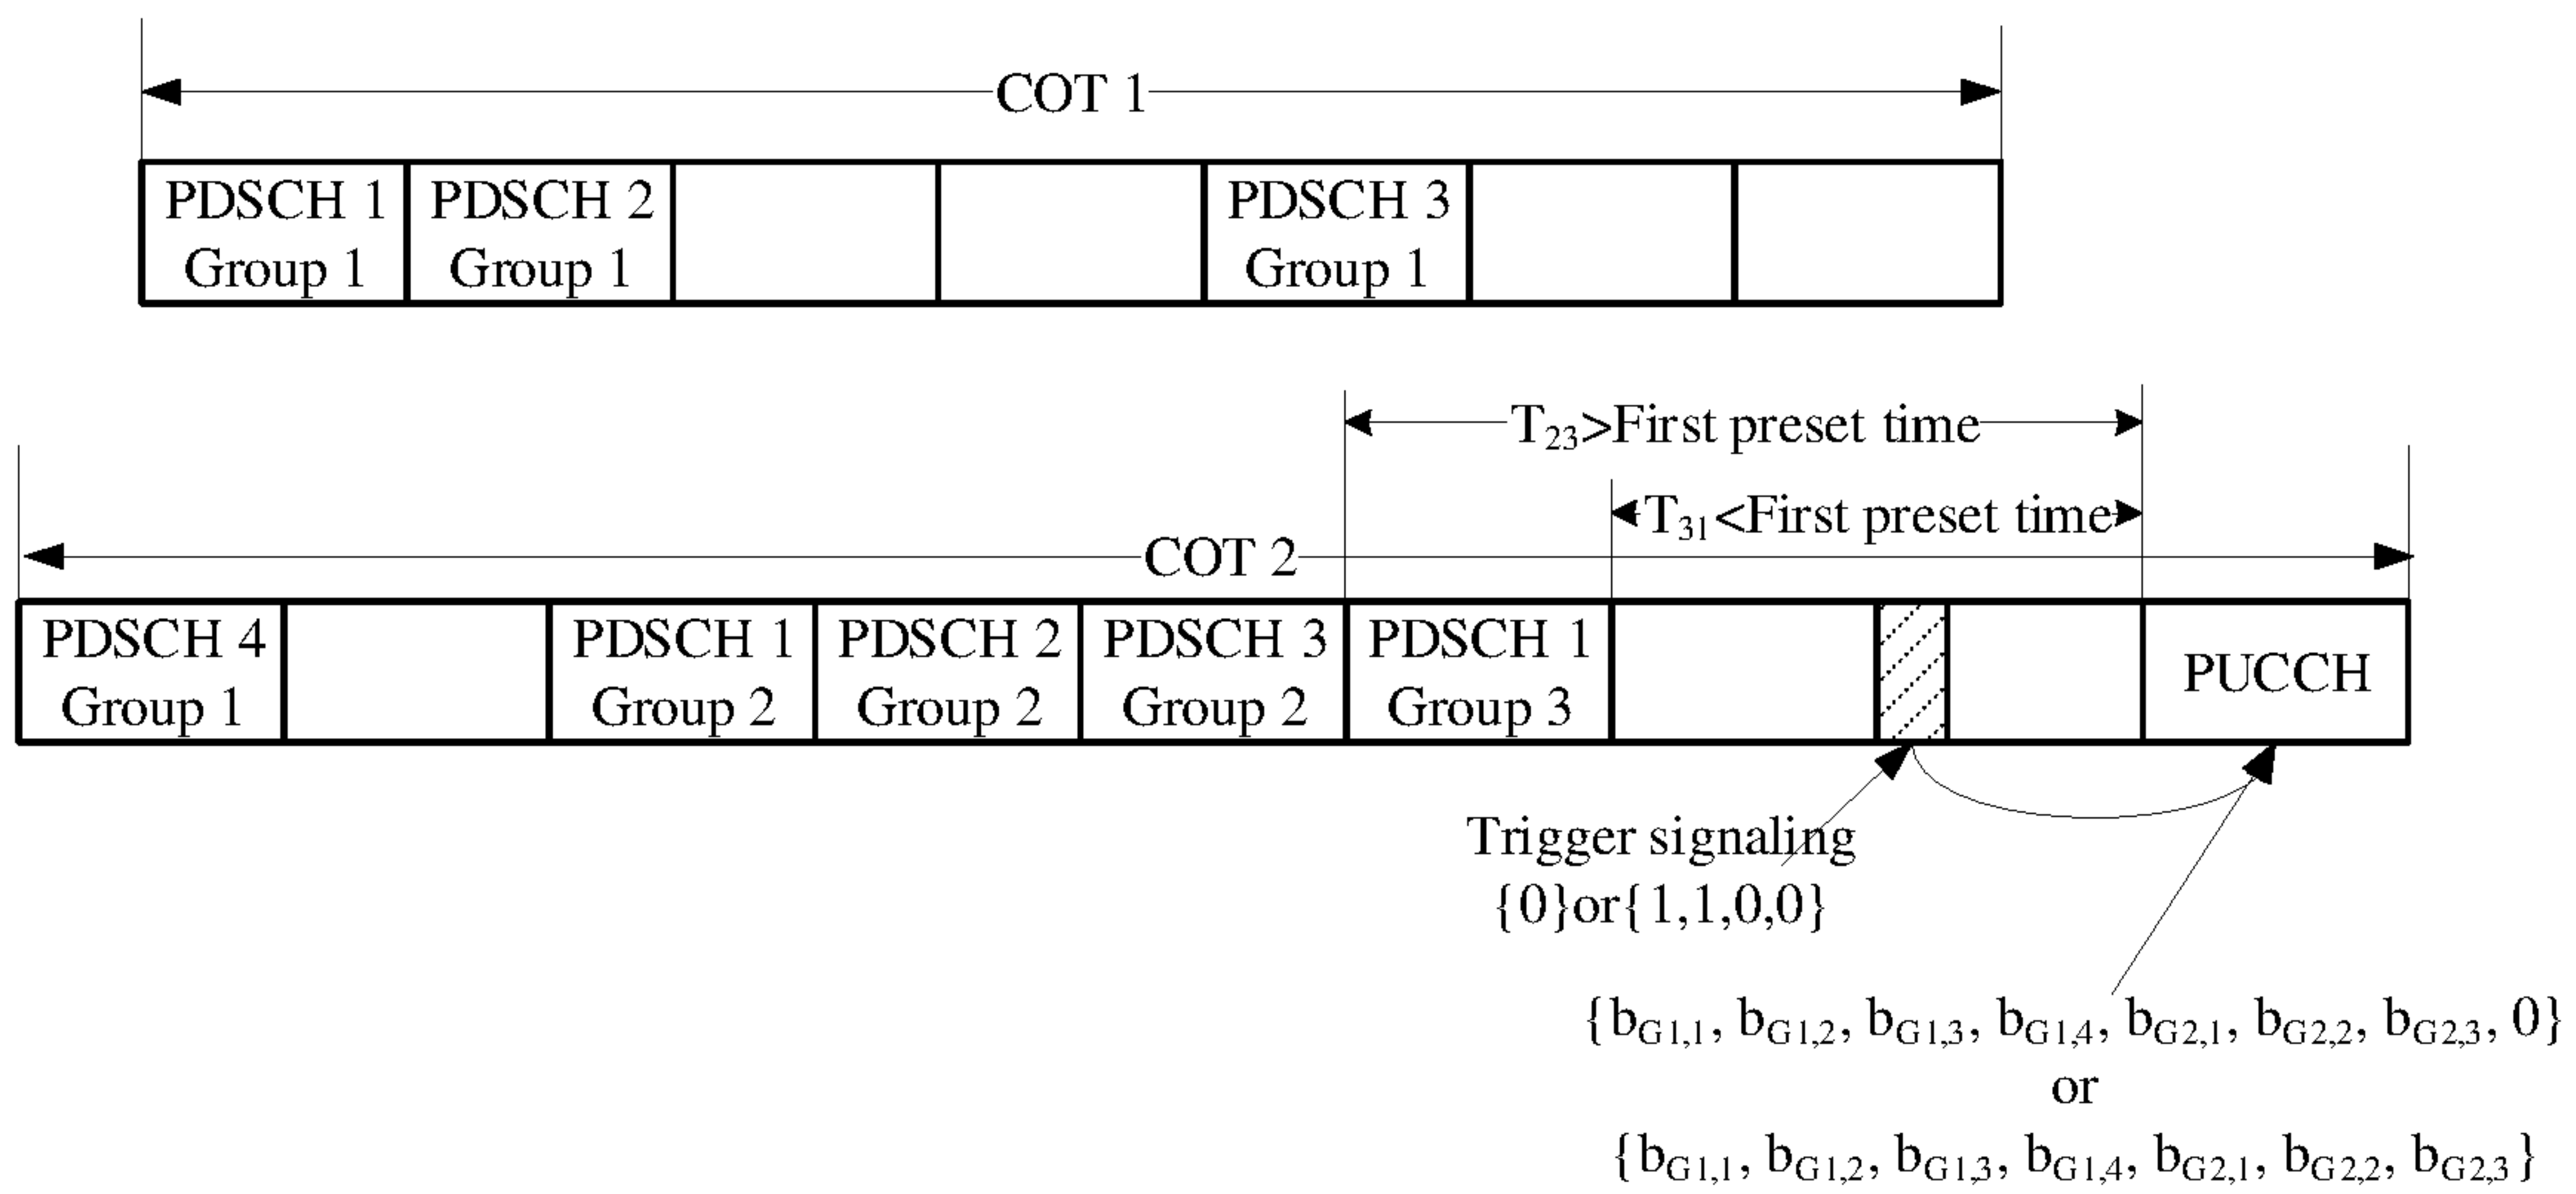 COT 1
PDSCH 1 PDSCH 2 PDSCH 3
Group 1 Group 1 Group 1
T23>First preset time
T31<First preset time
COT 2
PDSCH 4 PDSCH 1 PDSCH 2 PDSCH 3 PDSCH 1
Group 1 Group 2 Group 2 Group 2 Group 3
PUCCH
Trigger signaling
{0}or{1,1,0,0}
{bG1,1, bG1,2, bG1,3, bG1,4, bG2,1, bG2,2, bG2,3, 0}
or
{bG1,1, bG1,2, bG1,3, bG1,4, bG2,1, bG2,2, bG2,3}